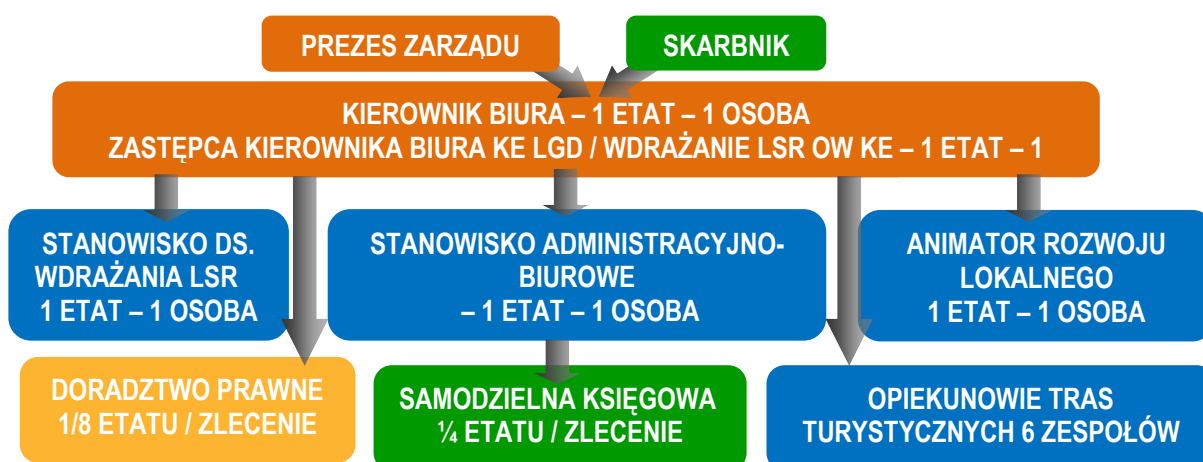 PREZES ZARZĄDU
SKARBNIK
KIEROWNIK BIURA – 1 ETAT – 1 OSOBA
ZASTĘPCA KIEROWNIKA BIURA KE LGD / WDRAŻANIE LSR OW KE – 1 ETAT – 1
STANOWISKO DS.
WDRAŻANIA LSR
1 ETAT – 1 OSOBA
STANOWISKO ADMINISTRACYJNO-
BIUROWE
– 1 ETAT – 1 OSOBA
ANIMATOR ROZWOJU
LOKALNEGO
1 ETAT – 1 OSOBA
DORADZTWO PRAWNE
1/8 ETATU / ZLECENIE
SAMODZIELNA KSIĘGOWA
¼ ETATU / ZLECENIE
OPIEKUNOWIE TRAS
TURYSTYCZNYCH 6 ZESPOŁÓW